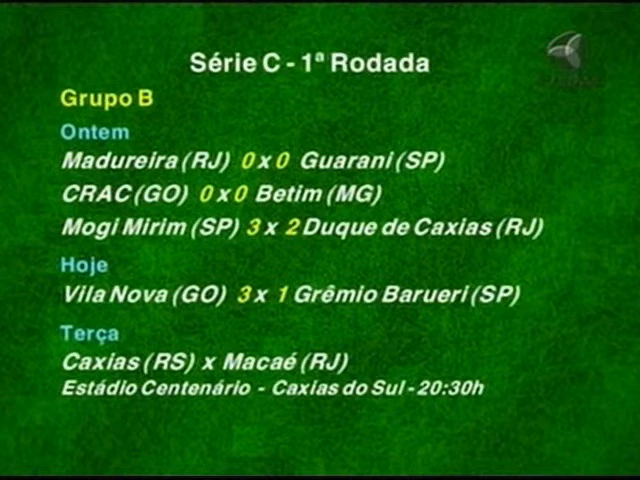 Série C - 1ª Rodada
Grupo B
Ontem
Madureira (RJ) 0 x 0 Guarani (SP)
CRAC (GO) 0 x 0 Betim (MG)
Mogi Mirim (SP) 3 x 2 Duque de Caxias (RJ)
Hoje
Vila Nova (GO) 3 x 1 Grêmio Barueri (SP)
Terça
Caxias (RS) x Macaé (RJ)
Estádio Centenário - Caxias do Sul - 20:30h